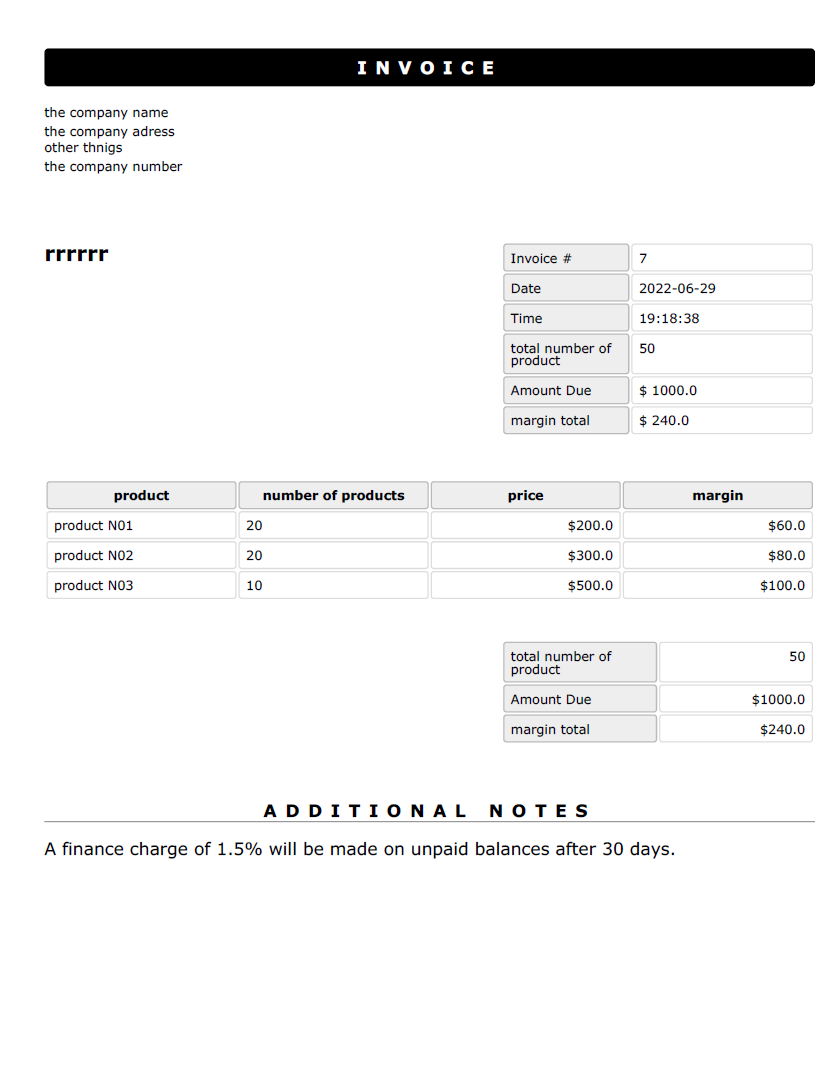 INVOICE
the company name
the company adress
other thnigs
the company number
rrrrrr
Invoice # 7
Date 2022-06-29
Time 19:18:38
total number of 50
product
Amount Due $ 1000.0
margin total $ 240.0
product number of products price margin
product N01 20 $200.0 $60.0
product N02 20 $300.0 $80.0
product N03 10 $500.0 $100.0
total number of 50
product
Amount Due $1000.0
margin total $240.0
ADDITIONAL NOTES
A finance charge of 1.5% will be made on unpaid balances after 30 days.